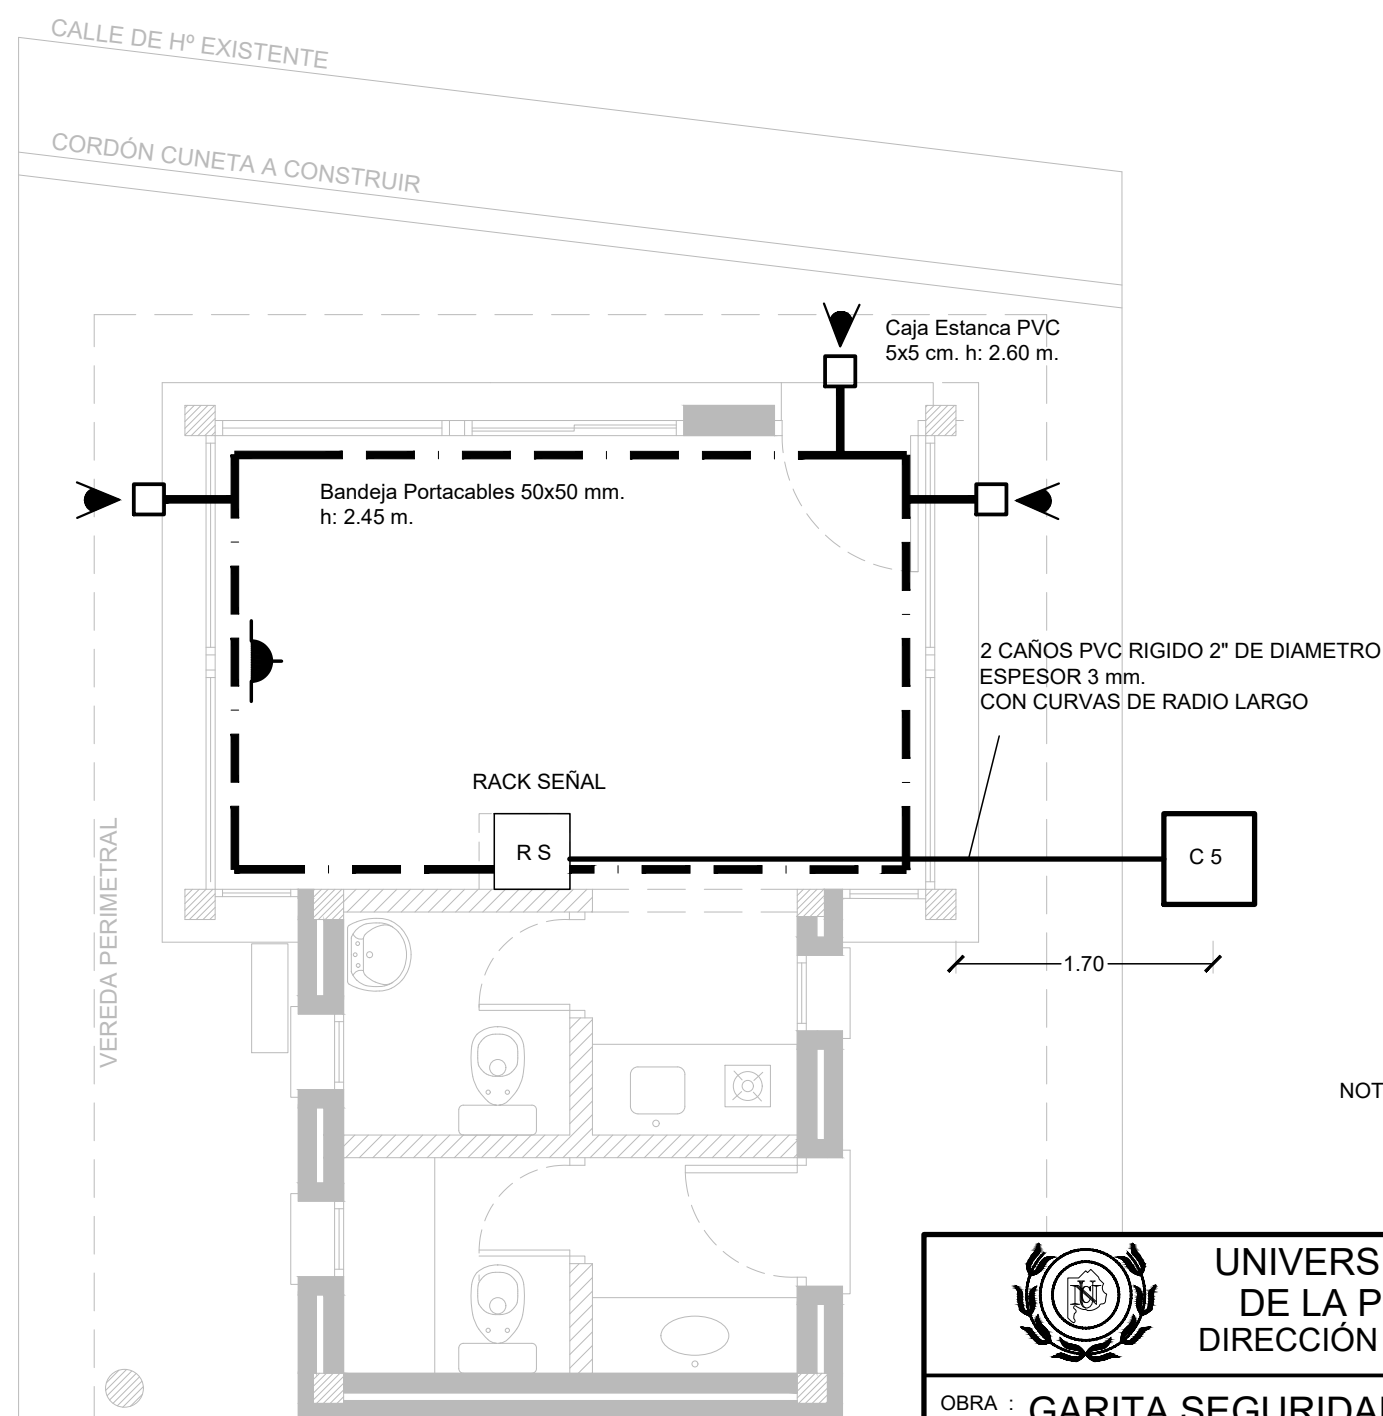 CALLE DE Hº EXISTENTE
CORDÓN CUNETA A CONSTRUIR
Caja Estanca PVC
5x5 cm. h: 2.60 m.
Bandeja Portacables 50x50 mm.
h: 2.45 m.
2 CAÑOS PVC RIGIDO 2" DE DIAMETRO
ESPESOR 3 mm.
CON CURVAS DE RADIO LARGO
RACK SEÑAL
R S
C 5
VEREDA PERIMETRAL
1.70
NOT
UNIVERS
DE LA P
DIRECCIÓN
OBRA : GARITA SEGURIDAD